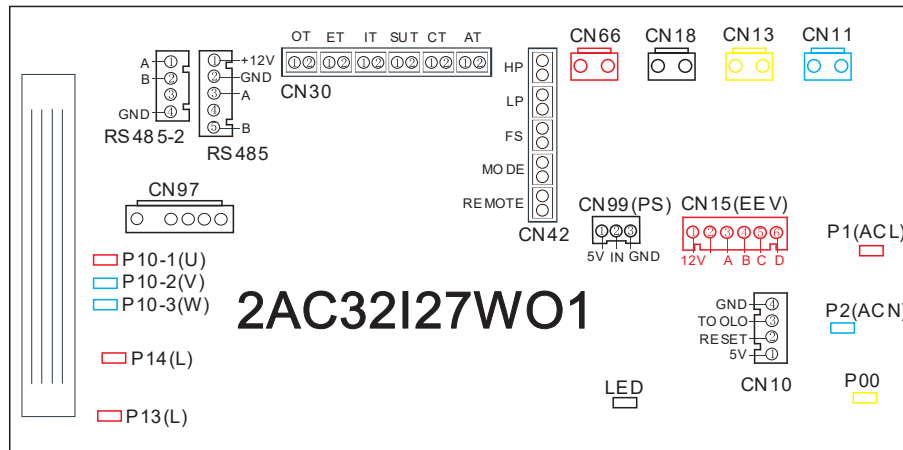 OT ET IT SUT CT AT
CN66 CN18 CN13 CN11
A ① ① +12V
B ② ② GND
③ ③ A
GND ④ ④
⑤ B
RS485-2
RS485
①② ①② ①② ①② ①② ①②
CN30
HP
LP
FS
MODE
REMOTE
CN42
CN97
CN99(PS)
①②③
5V IN GND
CN15(EEV)
①②③④⑤⑥
12V A B C D
P1(ACL)
P10-1(U)
P10-2(V)
P10-3(W)
2AC32I27WO1
GND ④
TOOLO ③
RESET ②
5V ①
CN10
P2(ACN)
P14(L)
LED
P00
P13(L)